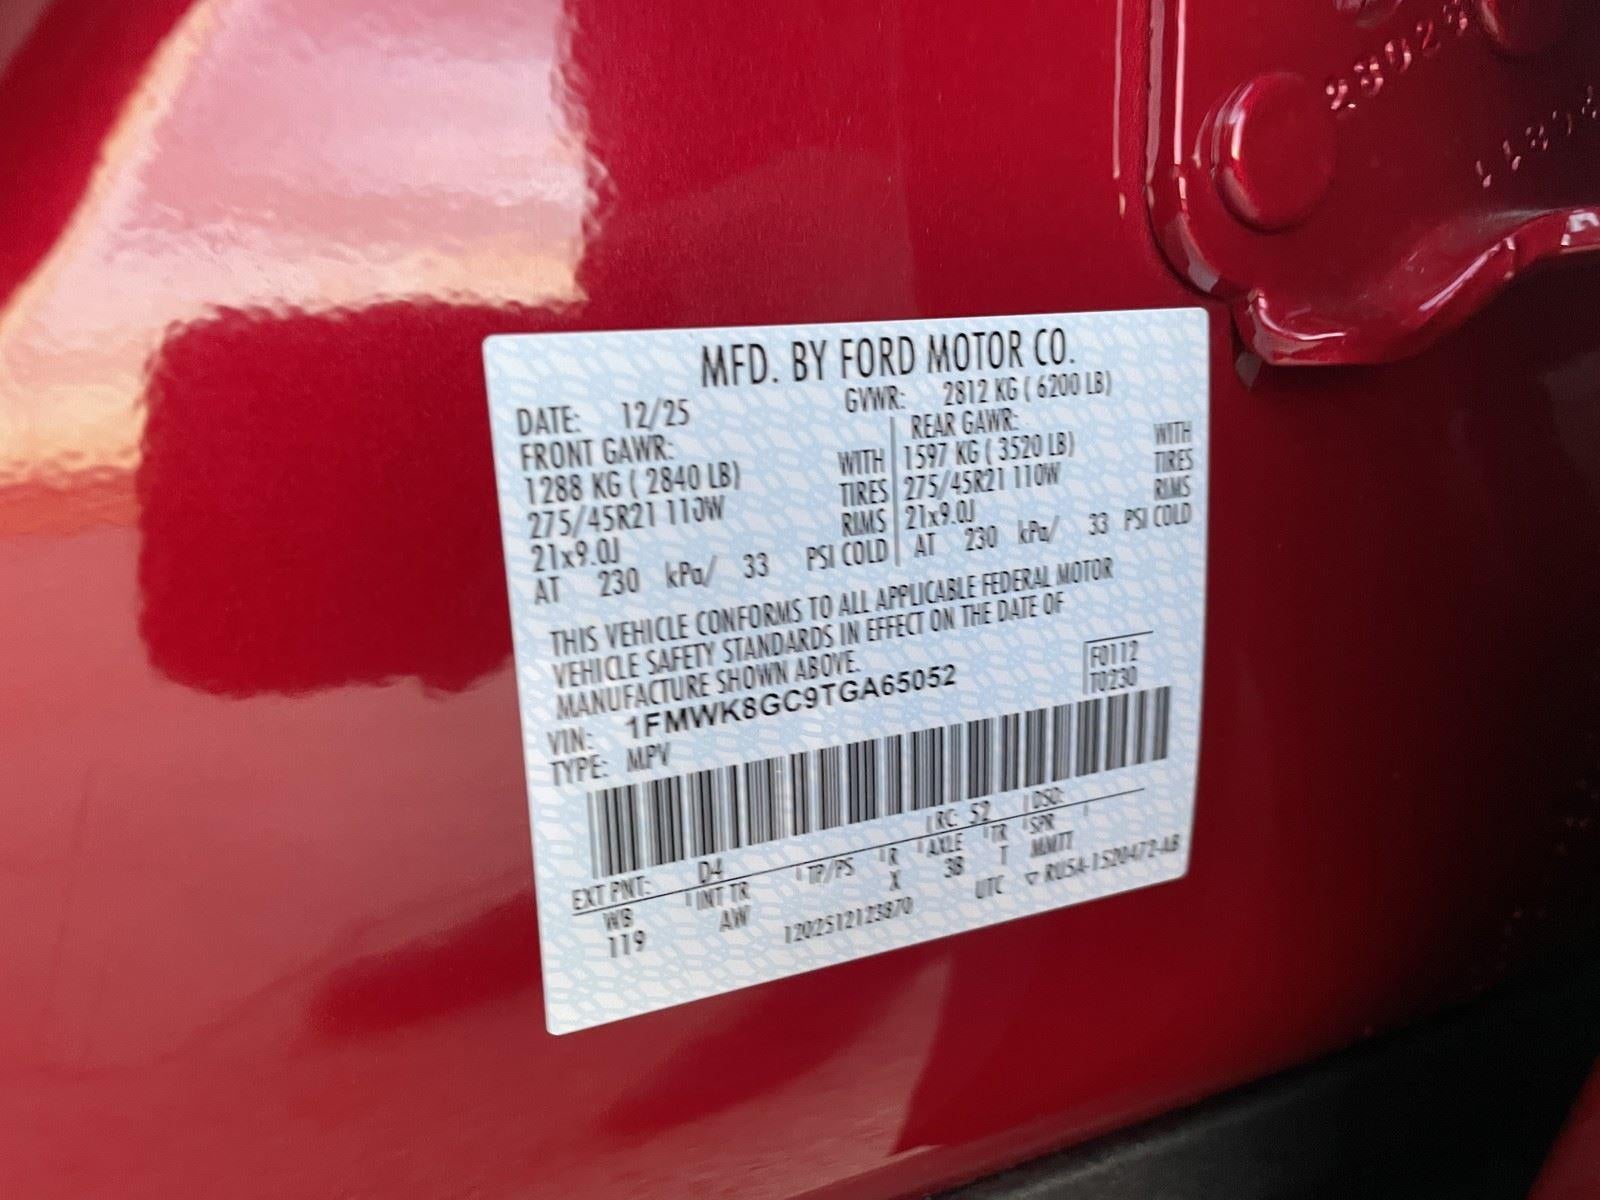 MFD. BY FORD MOTOR CO.
DATE: 12/25 GVWR: 2812 KG ( 6200 LB)
FRONT GAWR: REAR GAWR:
1288 KG ( 2840 LB) WITH 1597 KG ( 3520 LB) WITH
275/45R21 110W TIRES 275/45R21 110W TIRES
21x9.0J RIMS 21x9.0J RIMS
AT 230 kPa/ 33 PSI COLD AT 230 kPa/ 33 PSI COLD
THIS VEHICLE CONFORMS TO ALL APPLICABLE FEDERAL MOTOR
VEHICLE SAFETY STANDARDS IN EFFECT ON THE DATE OF
MANUFACTURE SHOWN ABOVE.
F0112
VIN: 1FMWK8GC9TGA65052 T0230
TYPE: MPV
EXT PNT: D4 RC: 52 DSO:
WB INT TR TP/PS R AXLE TR SPR
119 AW X 38 T MMTT
1202512123870 UTC ▽ RU5A-1520472-AB